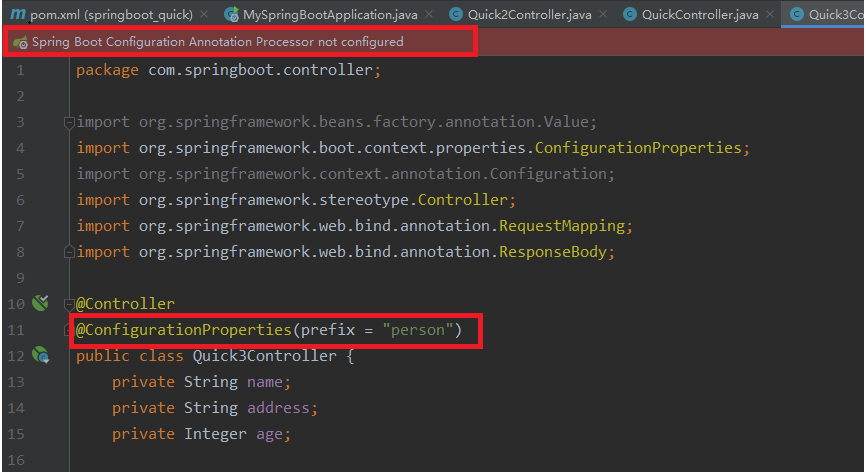 pom.xml (springboot_quick) MySpringBootApplication.java Quick2Controller.java QuickController.java Quick3Co
Spring Boot Configuration Annotation Processor not configured
1 package com.springboot.controller;
2
3 import org.springframework.beans.factory.annotation.Value;
4 import org.springframework.boot.context.properties.ConfigurationProperties;
5 import org.springframework.context.annotation.Configuration;
6 import org.springframework.stereotype.Controller;
7 import org.springframework.web.bind.annotation.RequestMapping;
8 import org.springframework.web.bind.annotation.ResponseBody;
9
10 @Controller
11 @ConfigurationProperties(prefix = "person")
12 public class Quick3Controller {
13 private String name;
14 private String address;
15 private Integer age;
16